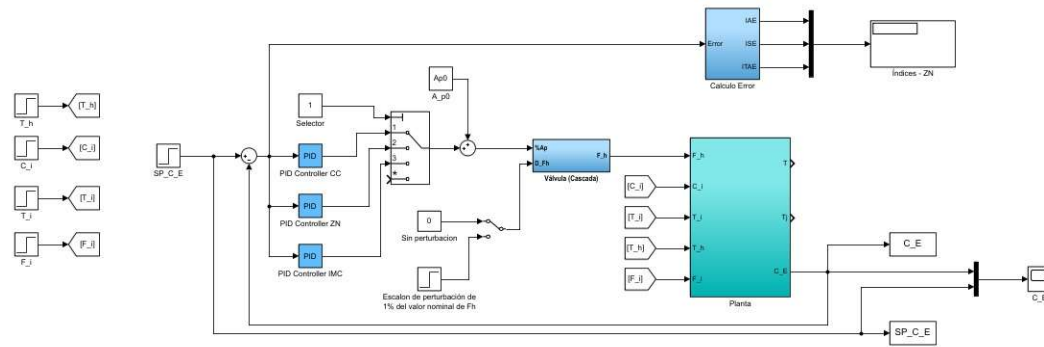 IAE
Error
ISE
ITAE
Calculo Error
Índices - ZN
Ap0
A_p0
T_h
[T_h]
1
Selector
C_i
[C_i]
SP_C_E
1
2
3
*
PID
PID Controller CC
%Ap
D_Fh
F_h
Válvula (Cascada)
F_h
T
[C_i]
C_i
T_i
[T_i]
PID
PID Controller ZN
0
Sin perturbacion
[T_i]
T_i
Tj
F_i
[F_i]
PID
PID Controller IMC
[T_h]
T_h
C_E
Escalon de perturbación de
1% del valor nominal de Fh
[F_i]
F_i
C_E
Planta
SP_C_E